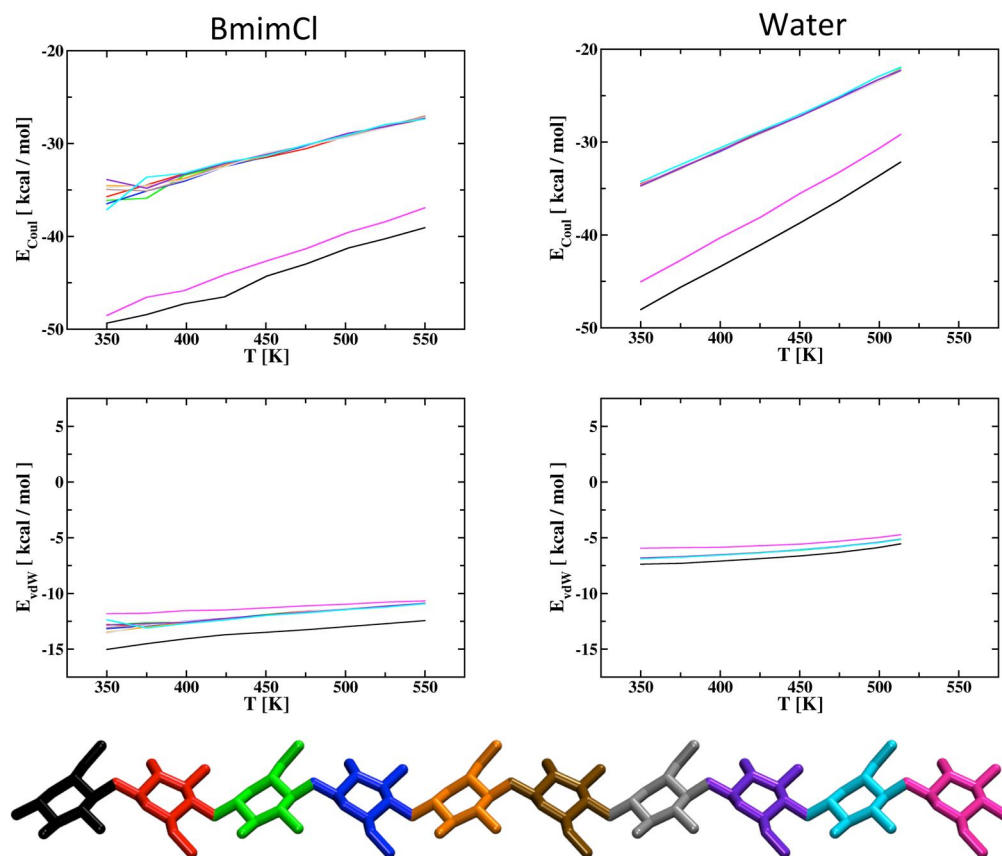 BmimCl
Water
-20
-30
-40
-50
E_Coul [ kcal / mol ]
350 400 450 500 550
T [K]
-20
-30
-40
-50
E_Coul [ kcal / mol ]
350 400 450 500 550
T [K]
5
0
-5
-10
-15
E_vdW [ kcal / mol ]
350 400 450 500 550
T [K]
5
0
-5
-10
-15
E_vdW [ kcal / mol ]
350 400 450 500 550
T [K]